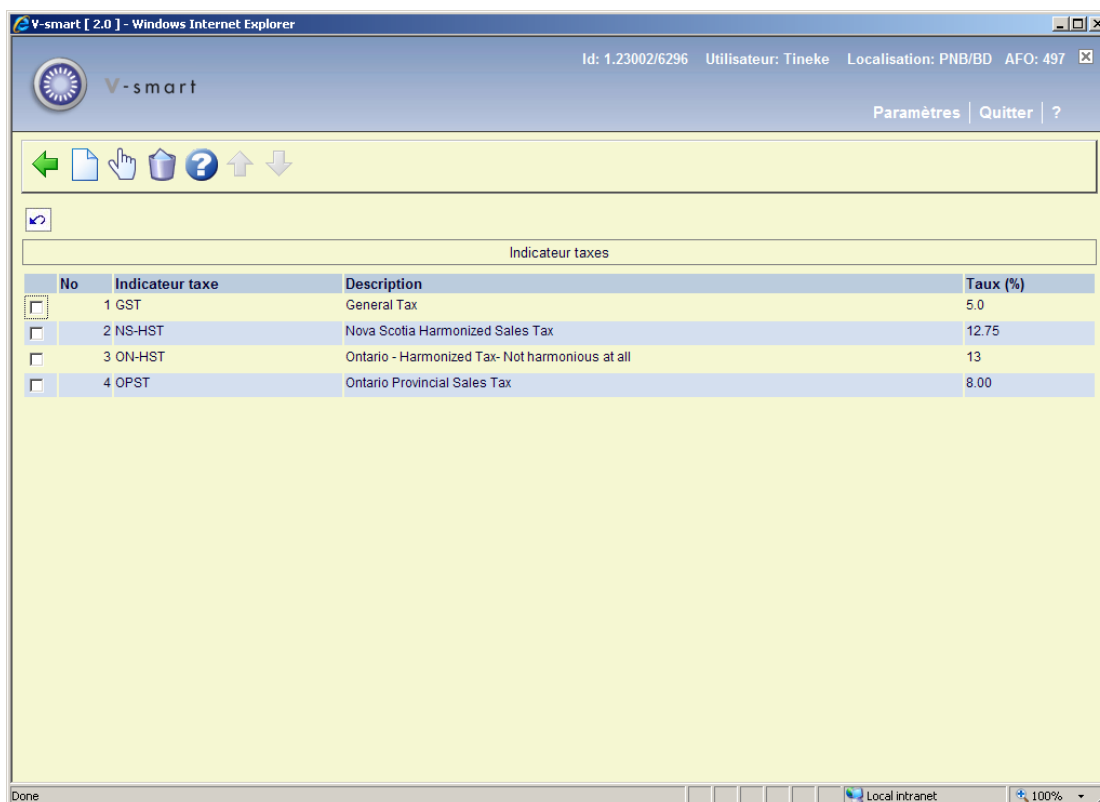 V-smart [ 2.0 ] - Windows Internet Explorer
Id: 1.23002/6296 Utilisateur: Tineke Localisation: PNB/BD AFO: 497
V-smart
Paramètres Quitter ?
Indicateur taxes
No Indicateur taxe Description Taux (%)
1 GST General Tax 5.0
2 NS-HST Nova Scotia Harmonized Sales Tax 12.75
3 ON-HST Ontario - Harmonized Tax- Not harmonious at all 13
4 OPST Ontario Provincial Sales Tax 8.00
Done Local intranet 100%